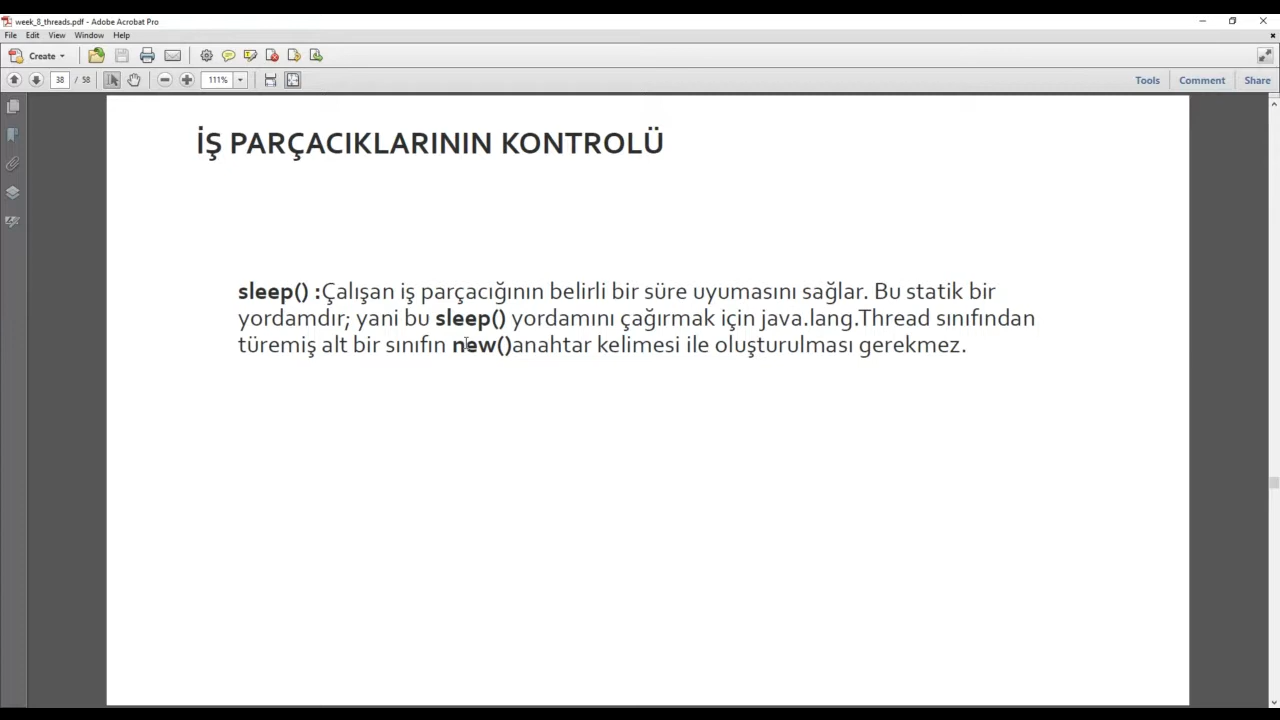 week_8_threads.pdf - Adobe Acrobat Pro
File Edit View Window Help
Create
38 / 58 111% Tools Comment Share
İŞ PARÇACIKLARININ KONTROLÜ
sleep() :Çalışan iş parçacığının belirli bir süre uyumasını sağlar. Bu statik bir
yordamdır; yani bu sleep() yordamını çağırmak için java.lang.Thread sınıfından
türemiş alt bir sınıfın new()anahtar kelimesi ile oluşturulması gerekmez.